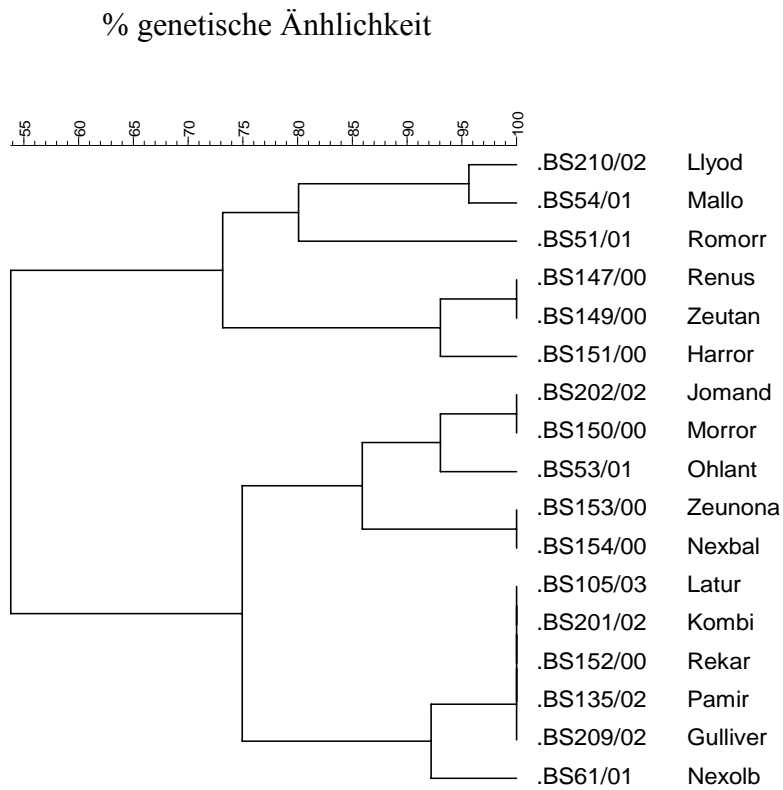 % genetische Änhlichkeit
55 60 65 70 75 80 85 90 95 100
.BS210/02 Llyod
.BS54/01 Mallo
.BS51/01 Romorr
.BS147/00 Renus
.BS149/00 Zeutan
.BS151/00 Harror
.BS202/02 Jomand
.BS150/00 Morror
.BS53/01 Ohlant
.BS153/00 Zeunona
.BS154/00 Nexbal
.BS105/03 Latur
.BS201/02 Kombi
.BS152/00 Rekar
.BS135/02 Pamir
.BS209/02 Gulliver
.BS61/01 Nexolb